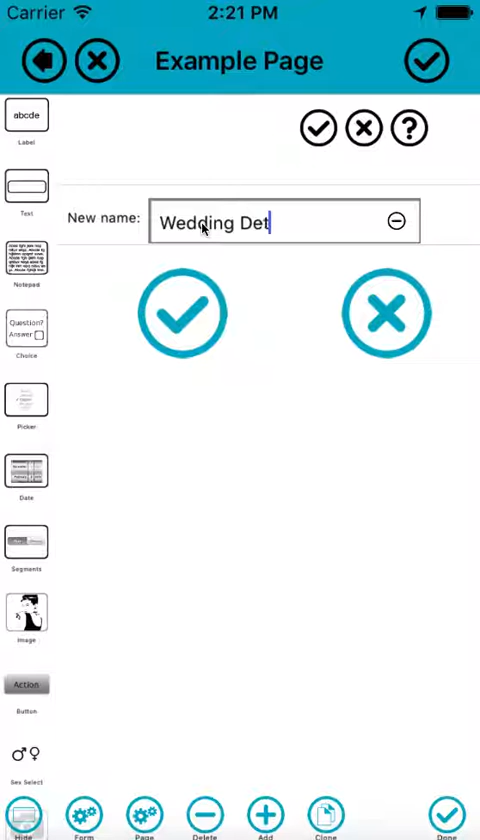 Carrier 2:21 PM
Example Page
abcde
Label
Text
Notepad
New name: Wedding Det
Question?
Answer
Choice
Picker
Date
Segments
Image
Action
Button
Sex Select
Hide Form Page Delete Add Clone Done